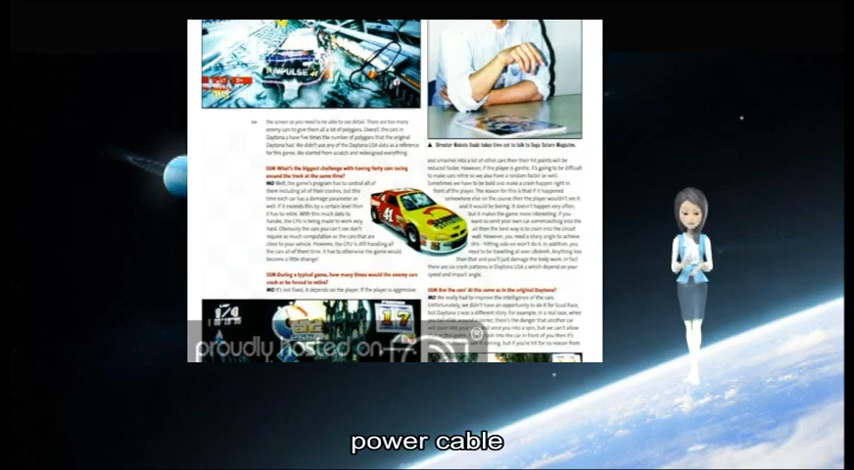 IMPULSE
the screen so you need to be able to see detail. There are too many
enemy cars to give them all a lot of polygons. Overall, the cars in
Daytona 2 have five times the number of polygons that the original
Daytona had. We didn't use any of the Daytona USA data as a reference
for this game. We started from scratch and redesigned everything.
SSM What's the biggest challenge with having forty cars racing
around the track at the same time?
MO Well, the game's program has to control all of
them including all of their crashes, but this
time each car has a damage parameter as
well. If it exceeds this by a certain level then
it has to retire. With this much data to
handle, the CPU is being made to work very
hard. Obviously the cars you can't see don't
require as much computation as the cars that are
close to your vehicle. However, the CPU is still handling all
the cars all of them time. It has to otherwise the game would
become a little strange!
SSM During a typical game, how many times would the enemy cars
crash or be forced to retire?
MO It's not fixed, it depends on the player. If the player is aggressive
41
1/4
17
Director Makoto Osaki takes time out to talk to Sega Saturn Magazine.
and smashes into a lot of other cars then their hit points will be
reduced faster. However, if the player is gentle, it's going to be difficult
to make cars retire so we also have a random factor as well.
Sometimes we have to be bold and make a crash happen right in
front of the player. The reason for this is that if it happened
somewhere else on the course then the player wouldn't see it
and it would be boring. It doesn't happen very often,
but it makes the game more interesting. If you
want to send your own car somersaulting into the
air then the best way is to crash into the circuit
wall. However, you need a sharp angle to achieve
this - hitting side on won't do it. In addition, you
need to be travelling at over
Anything less
than that and you'll just damage the body work. In fact
there are six crash patterns in Daytona USA 2 which depend on your
speed and impact angle.
SSM Are the cars' AI the same as in the original Daytona?
MO We really had to improve the intelligence of the cars.
Unfortunately, we didn't have an opportunity to do it for Scud Race,
but Daytona 2 was a different story. For example, in a real race, when
you tail slide around a corner, there's the danger that another car
will slam into you and send you into a spin, but we can't allow
crash into the car in front of you then it's
coming, but if you're hit for no reason from
proudly hosted on
power cable